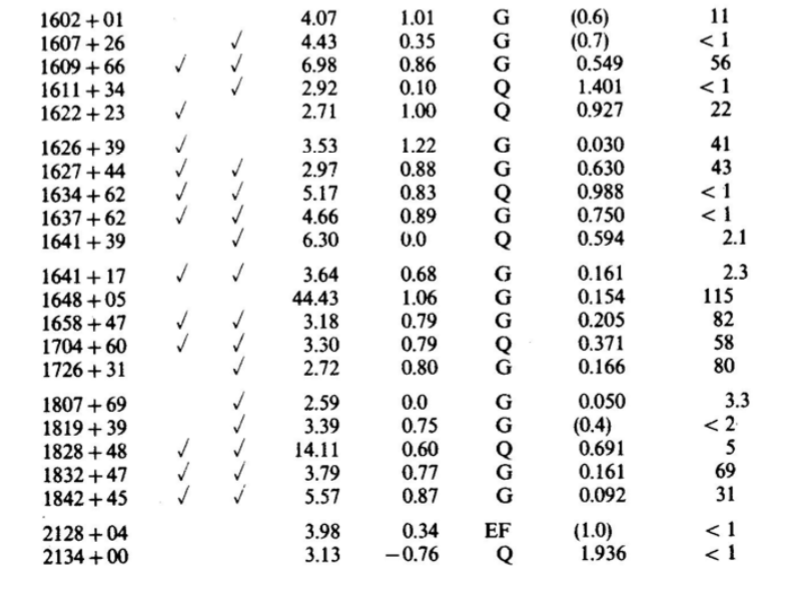 1602 + 01 4.07 1.01 G (0.6) 11
1607 + 26 ✓ 4.43 0.35 G (0.7) < 1
1609 + 66 ✓ ✓ 6.98 0.86 G 0.549 56
1611 + 34 ✓ 2.92 0.10 Q 1.401 < 1
1622 + 23 ✓ 2.71 1.00 Q 0.927 22
1626 + 39 ✓ 3.53 1.22 G 0.030 41
1627 + 44 ✓ ✓ 2.97 0.88 G 0.630 43
1634 + 62 ✓ ✓ 5.17 0.83 Q 0.988 < 1
1637 + 62 ✓ ✓ 4.66 0.89 G 0.750 < 1
1641 + 39 ✓ 6.30 0.0 Q 0.594 2.1
1641 + 17 ✓ ✓ 3.64 0.68 G 0.161 2.3
1648 + 05 44.43 1.06 G 0.154 115
1658 + 47 ✓ ✓ 3.18 0.79 G 0.205 82
1704 + 60 ✓ ✓ 3.30 0.79 Q 0.371 58
1726 + 31 ✓ 2.72 0.80 G 0.166 80
1807 + 69 ✓ 2.59 0.0 G 0.050 3.3
1819 + 39 ✓ 3.39 0.75 G (0.4) < 2
1828 + 48 ✓ ✓ 14.11 0.60 Q 0.691 5
1832 + 47 ✓ ✓ 3.79 0.77 G 0.161 69
1842 + 45 ✓ ✓ 5.57 0.87 G 0.092 31
2128 + 04 3.98 0.34 EF (1.0) < 1
2134 + 00 3.13 −0.76 Q 1.936 < 1